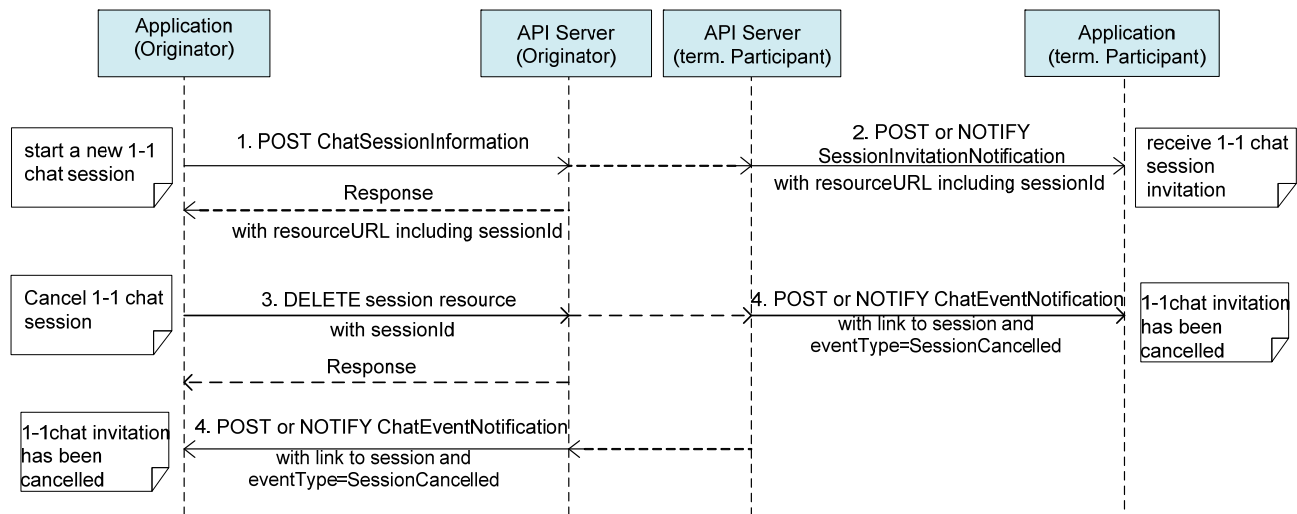 Application
(Originator)
API Server
(Originator)
API Server
(term. Participant)
Application
(term. Participant)
start a new 1-1
chat session
1. POST ChatSessionInformation
2. POST or NOTIFY
SessionInvitationNotification
with resourceURL including sessionId
receive 1-1 chat
session
invitation
Response
with resourceURL including sessionId
Cancel 1-1 chat
session
3. DELETE session resource
with sessionId
4. POST or NOTIFY ChatEventNotification
with link to session and
eventType=SessionCancelled
1-1chat invitation
has been
cancelled
Response
1-1chat invitation
has been
cancelled
4. POST or NOTIFY ChatEventNotification
with link to session and
eventType=SessionCancelled